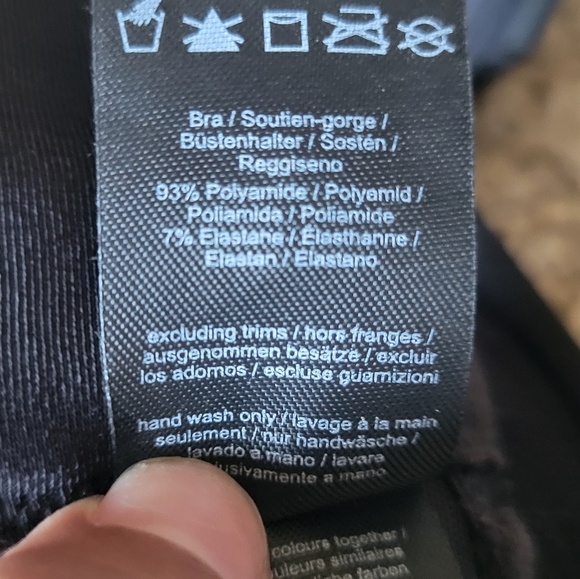 Bra / Soutien-gorge /
Büstenhalter / Sostén /
Reggiseno
93% Polyamide / Polyamid /
Poliamida / Poliamide
7% Elastane / Élasthanne /
Elastan / Elastano
excluding trims / hors franges /
ausgenommen besätze / excluir
los adornos / escluse guarnizioni
hand wash only / lavage à la main
seulement / nur handwäsche /
lavado a mano / lavare
a mano
colours together /
similaires
farben